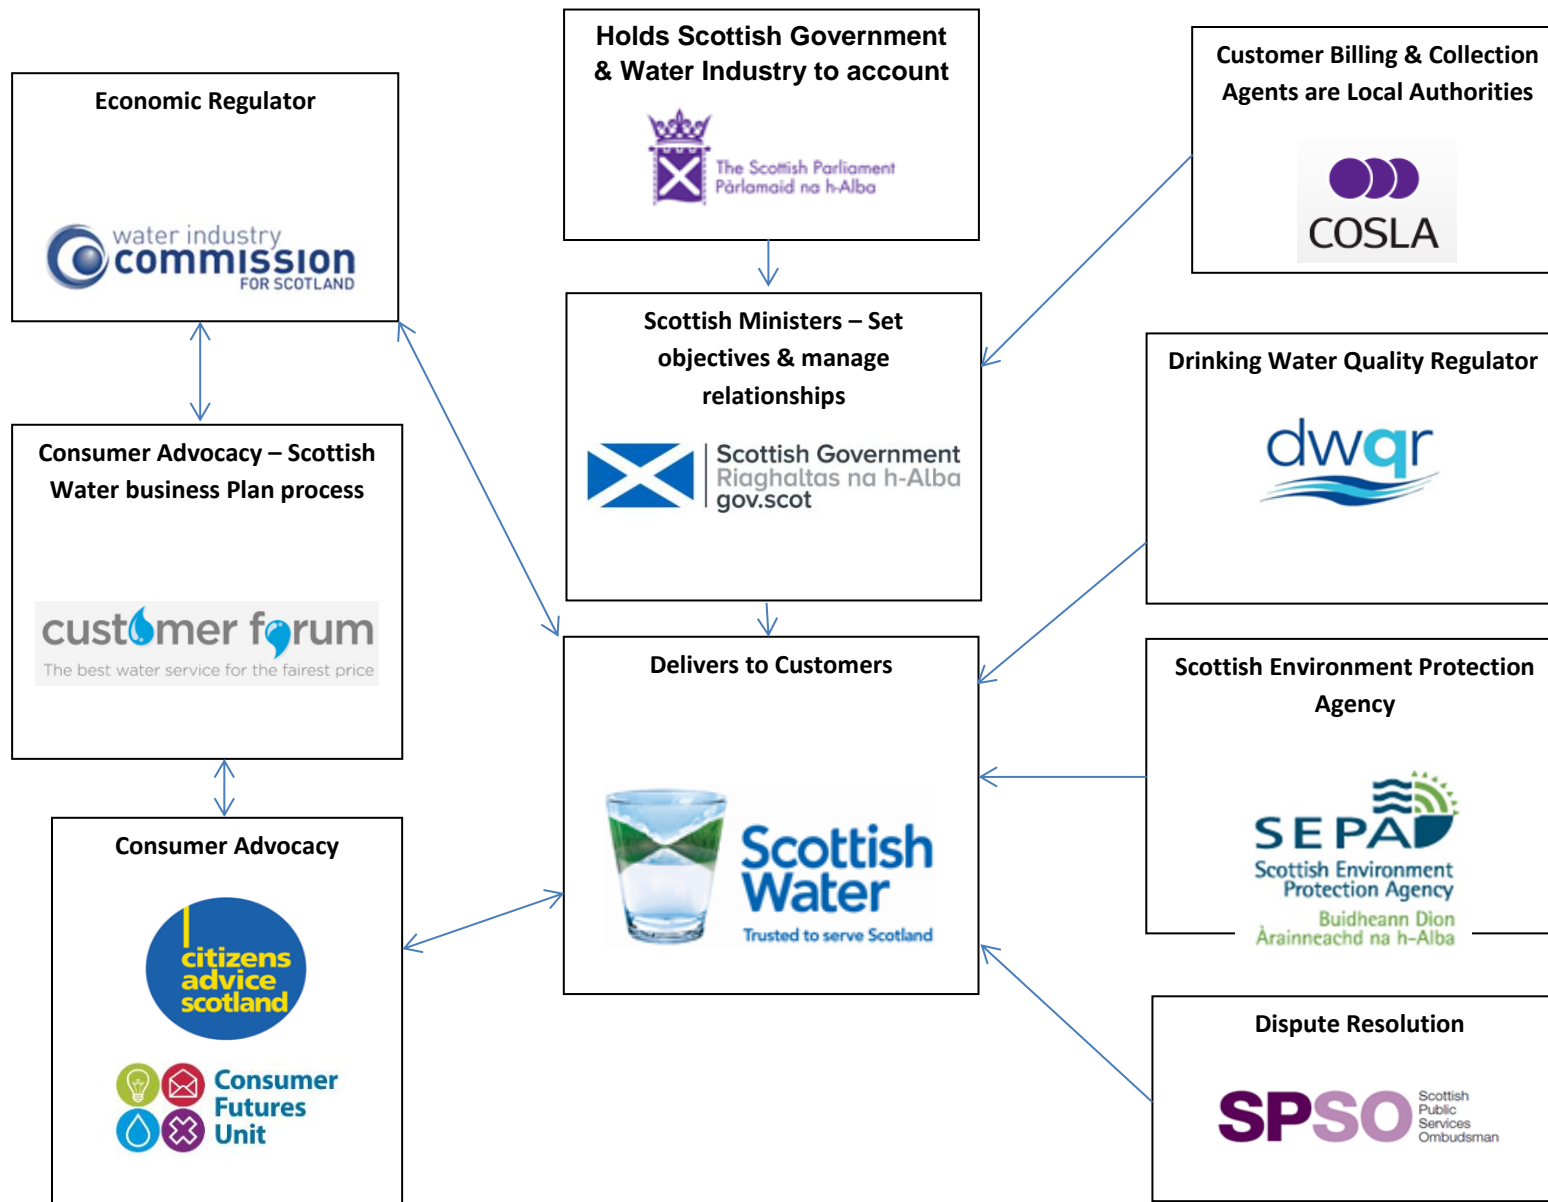 Holds Scottish Government
& Water Industry to account
The Scottish Parliament
Pàrlamaid na h-Alba
Customer Billing & Collection
Agents are Local Authorities
COSLA
Economic Regulator
water industry
commission
FOR SCOTLAND
Scottish Ministers – Set
objectives & manage
relationships
Scottish Government
Riaghaltas na h-Alba
gov.scot
Drinking Water Quality Regulator
dwqr
Consumer Advocacy – Scottish
Water business Plan process
customer forum
The best water service for the fairest price
Delivers to Customers
Scottish
Water
Trusted to serve Scotland
Scottish Environment Protection
Agency
SEPA
Scottish Environment
Protection Agency
Buidheann Dìon
Àrainneachd na h-Alba
Consumer Advocacy
citizens
advice
scotland
Consumer
Futures
Unit
Dispute Resolution
SPSO
Scottish
Public
Services
Ombudsman